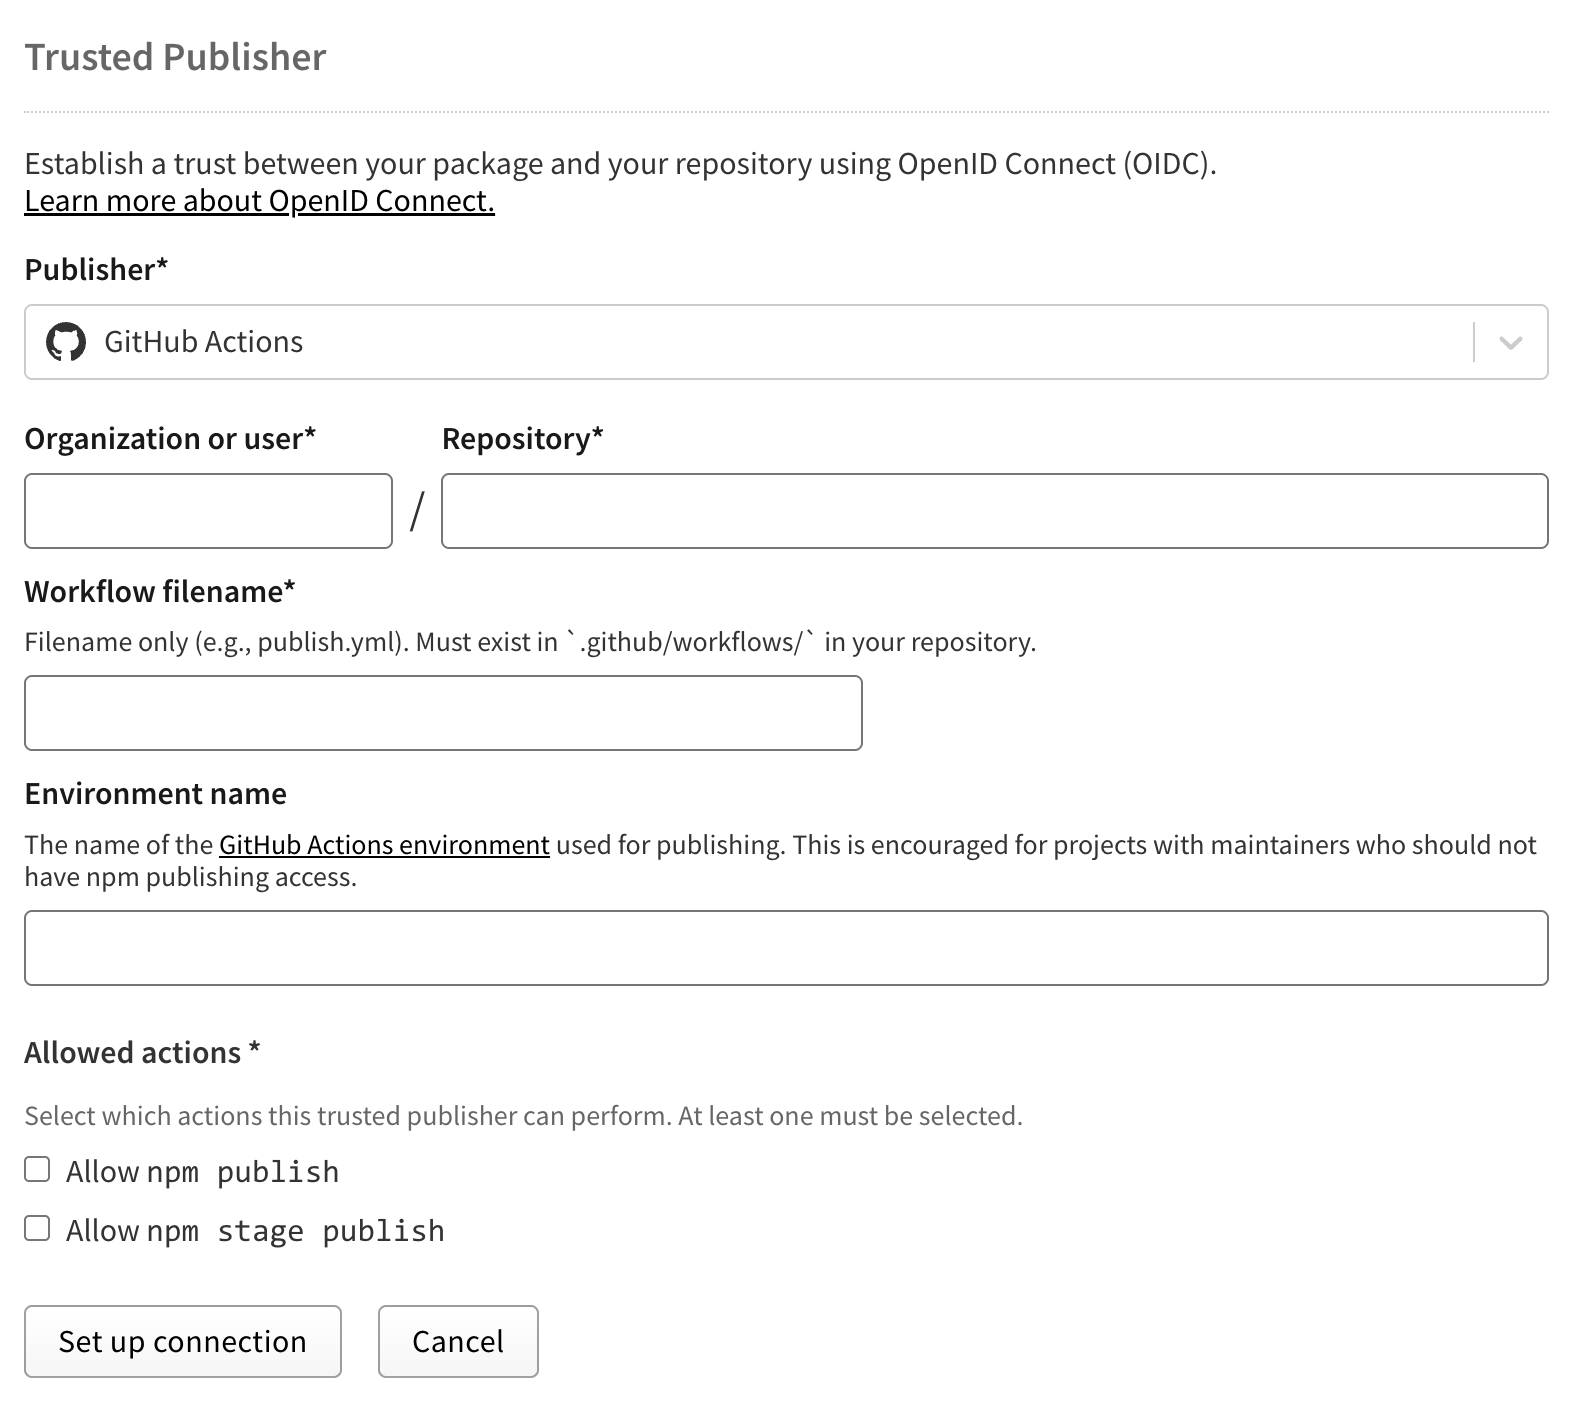 Trusted Publisher
Establish a trust between your package and your repository using OpenID Connect (OIDC).
Learn more about OpenID Connect.
Publisher*
GitHub Actions
Organization or user*
Repository*
/
Workflow filename*
Filename only (e.g., publish.yml). Must exist in `.github/workflows/` in your repository.
Environment name
The name of the GitHub Actions environment used for publishing. This is encouraged for projects with maintainers who should not
have npm publishing access.
Allowed actions *
Select which actions this trusted publisher can perform. At least one must be selected.
Allow npm publish
Allow npm stage publish
Set up connection
Cancel